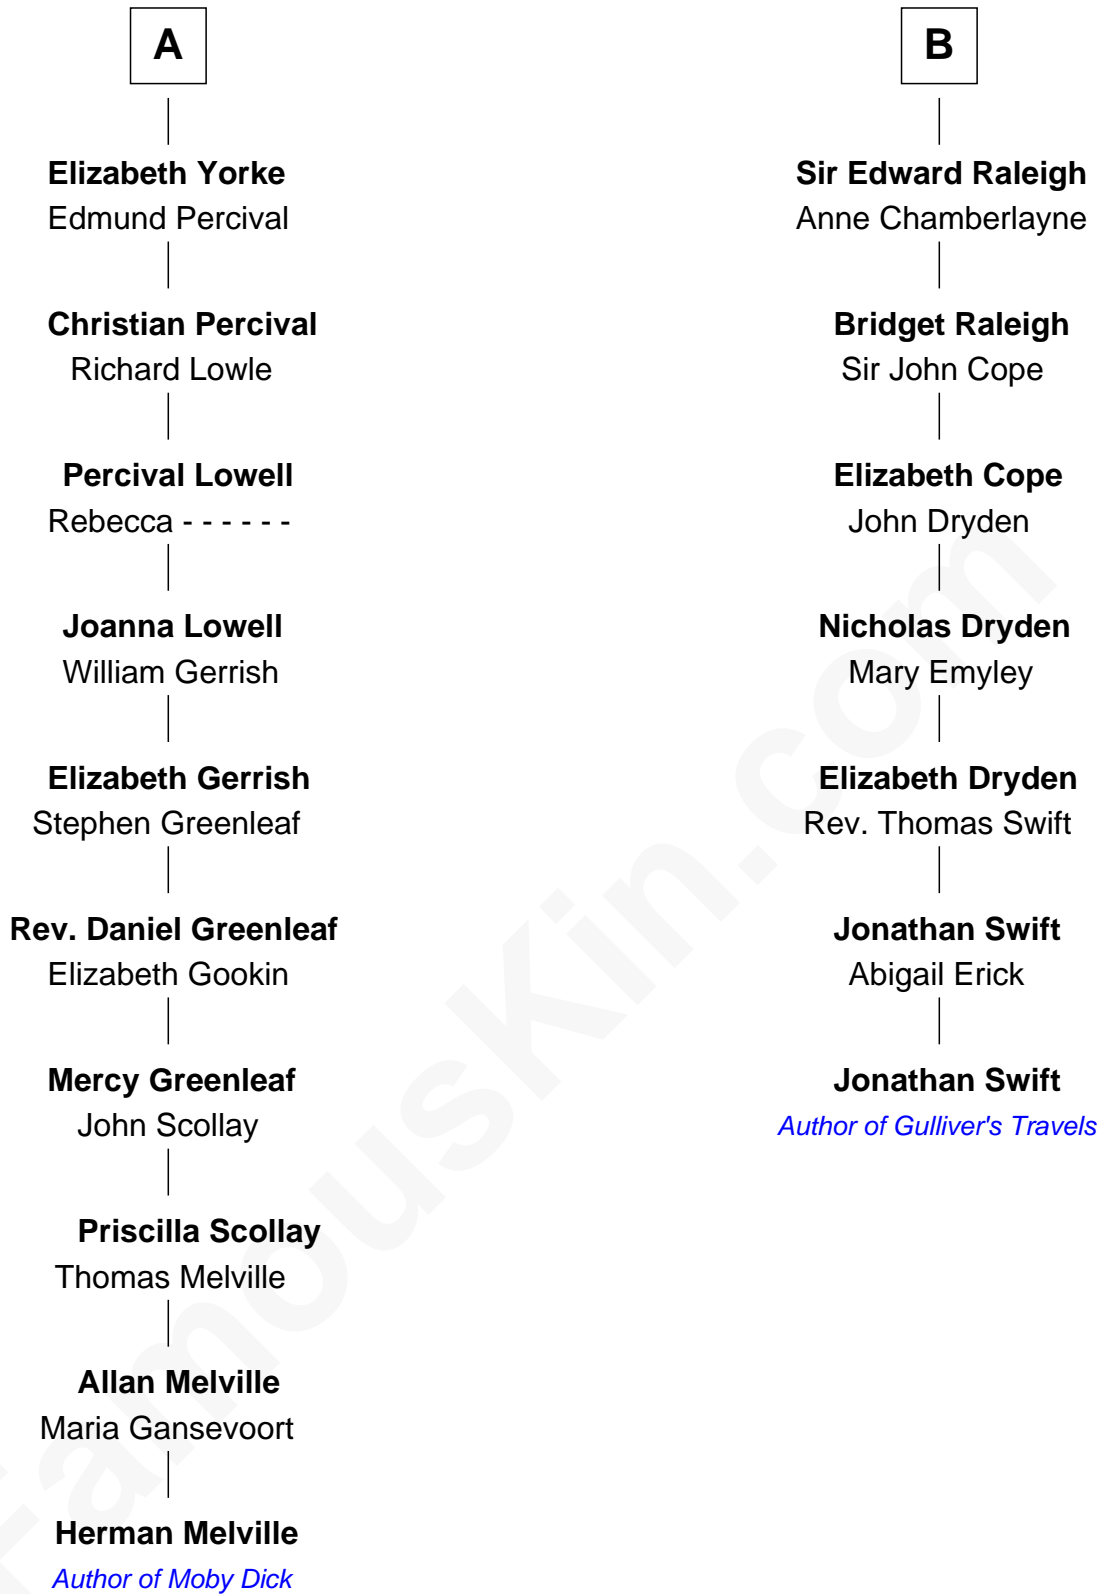 A
Elizabeth Yorke
Edmund Percival
Christian Percival
Richard Lowle
Percival Lowell
Rebecca - - - - - -
Joanna Lowell
William Gerrish
Elizabeth Gerrish
Stephen Greenleaf
Rev. Daniel Greenleaf
Elizabeth Gookin
Mercy Greenleaf
John Scollay
Priscilla Scollay
Thomas Melville
Allan Melville
Maria Gansevoort
Herman Melville
Author of Moby Dick
B
Sir Edward Raleigh
Anne Chamberlayne
Bridget Raleigh
Sir John Cope
Elizabeth Cope
John Dryden
Nicholas Dryden
Mary Emyley
Elizabeth Dryden
Rev. Thomas Swift
Jonathan Swift
Abigail Erick
Jonathan Swift
Author of Gulliver's Travels
FamousKin.com